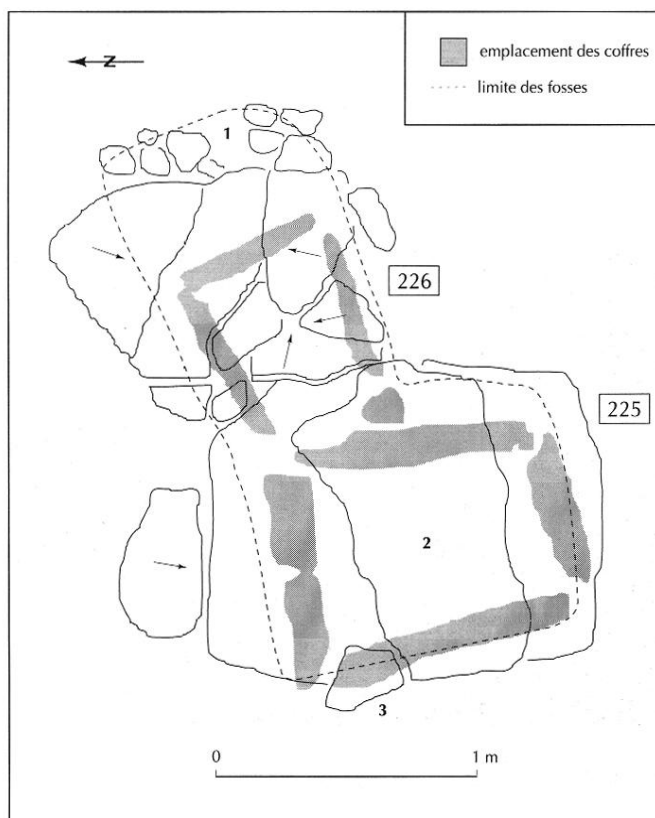 emplacement des coffres
limite des fosses
N
1
226
225
2
3
0 1 m